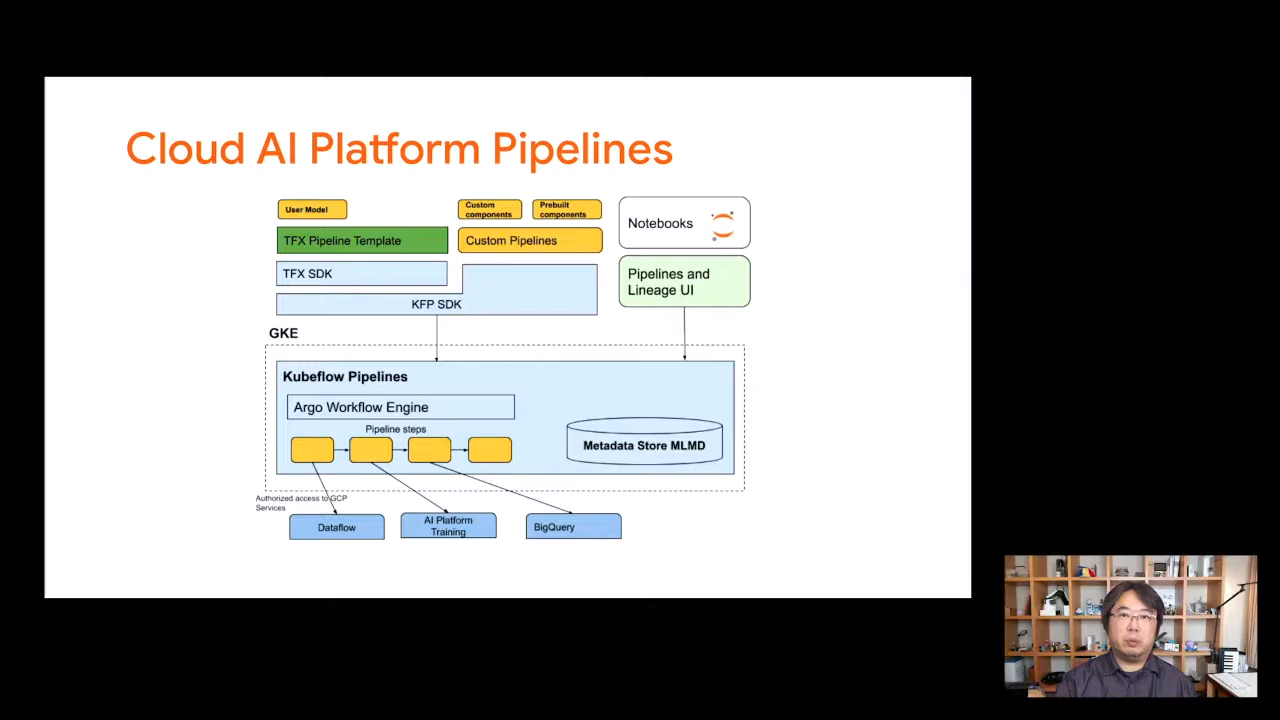 Cloud AI Platform Pipelines
User Model
Custom
components
Prebuilt
components
Notebooks
TFX Pipeline Template
Custom Pipelines
TFX SDK
Pipelines and
Lineage UI
KFP SDK
GKE
Kubeflow Pipelines
Argo Workflow Engine
Pipeline steps
Metadata Store MLMD
Authorized access to GCP
Services
Dataflow
AI Platform
Training
BigQuery